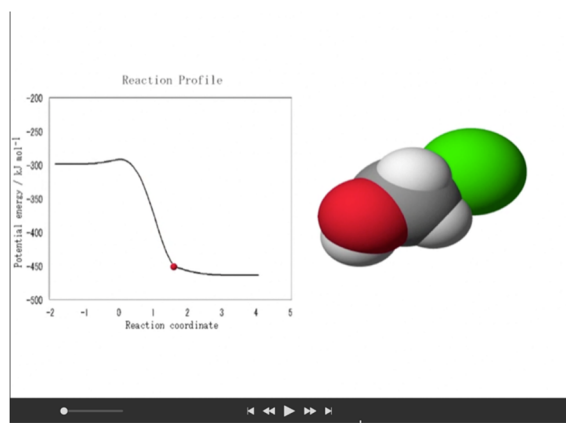 Reaction Profile
Potential energy / kJ mol-1
-200
-250
-300
-350
-400
-450
-500
-2 -1 0 1 2 3 4 5
Reaction coordinate